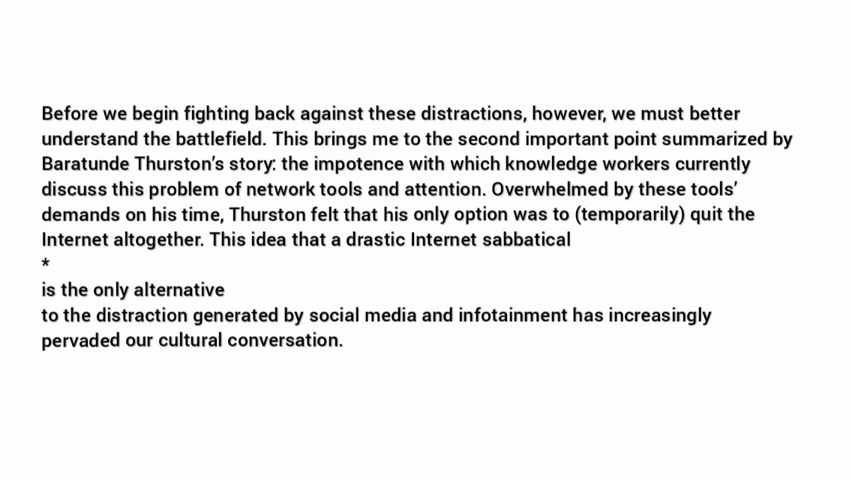 Before we begin fighting back against these distractions, however, we must better
understand the battlefield. This brings me to the second important point summarized by
Baratunde Thurston’s story: the impotence with which knowledge workers currently
discuss this problem of network tools and attention. Overwhelmed by these tools’
demands on his time, Thurston felt that his only option was to (temporarily) quit the
Internet altogether. This idea that a drastic Internet sabbatical
*
is the only alternative
to the distraction generated by social media and infotainment has increasingly
pervaded our cultural conversation.